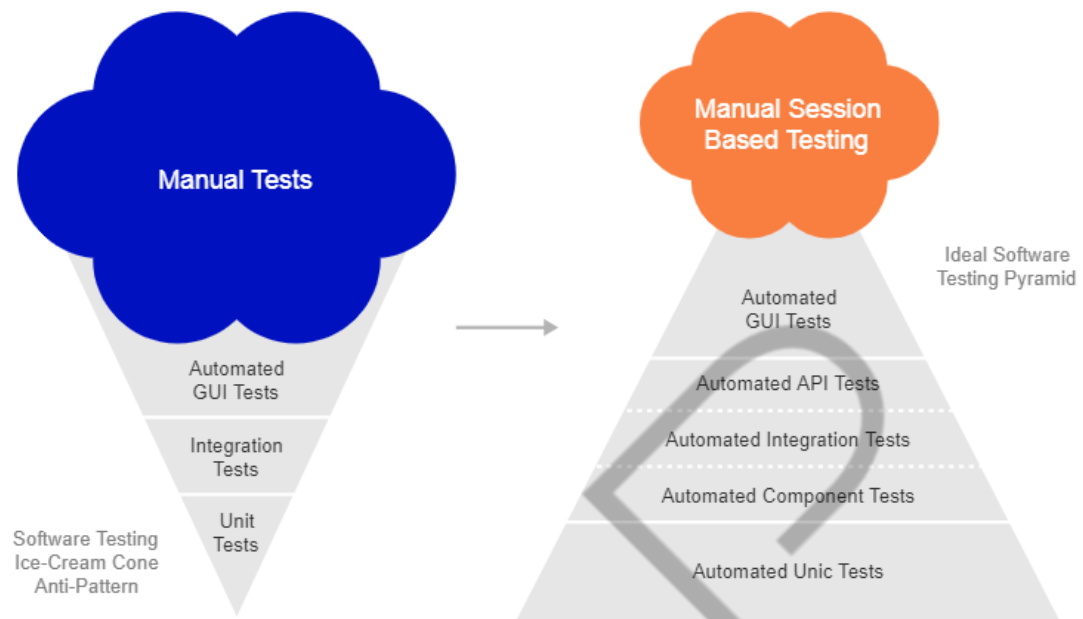 Manual Tests
Automated
GUI Tests
Integration
Tests
Unit
Tests
Software Testing
Ice-Cream Cone
Anti-Pattern
Manual Session
Based Testing
Ideal Software
Testing Pyramid
Automated
GUI Tests
Automated API Tests
Automated Integration Tests
Automated Component Tests
Automated Unic Tests